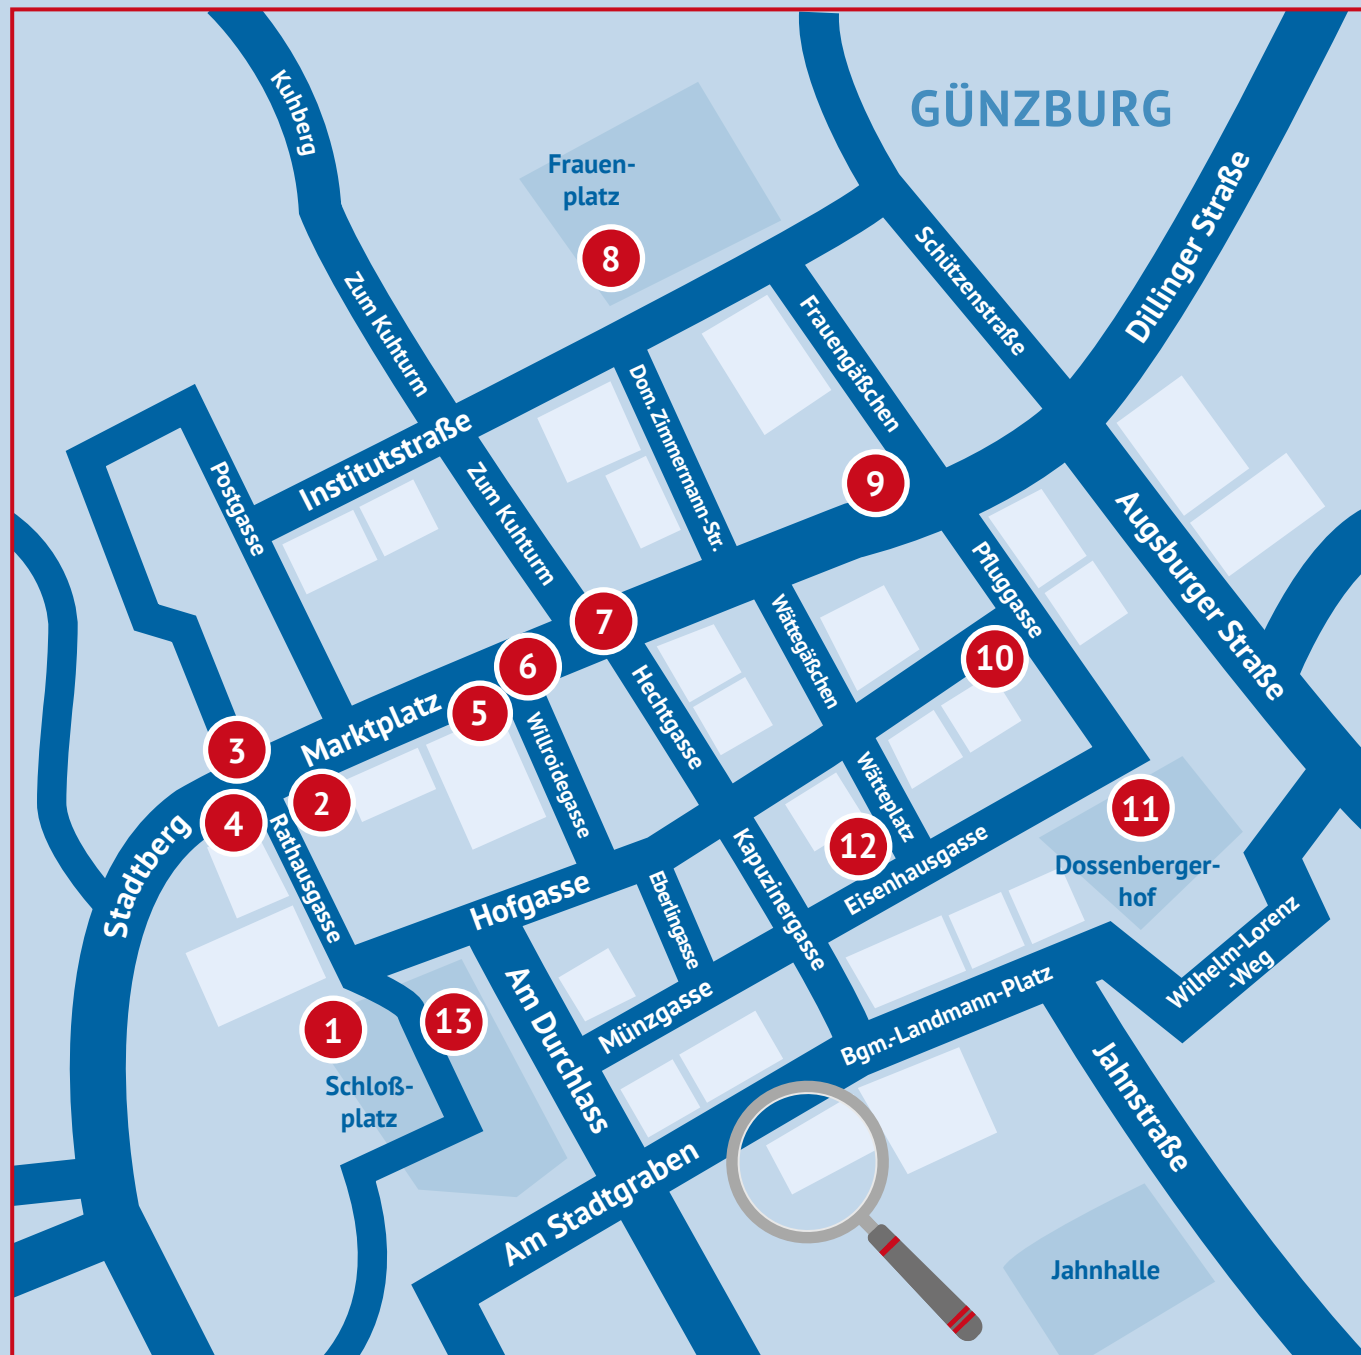 GÜNZBURG
Kuhberg
Frauen-
platz
8
Dillinger Straße
Schützenstraße
Zum Kuhturm
Frauengäßchen
Dom. Zimmermann-Str.
Institutstraße
Postgasse
Zum Kuhturm
9
Augsburger Straße
Pfluggasse
7
Wättegäßchen
10
6
5
Marktplatz
Hechtgasse
3
Willroidegasse
Wätteplatz
2
4
Rathausgasse
Stadtberg
11
12
Kapuzinergasse
Eisenhausgasse
Dossenberger-
hof
Hofgasse
Eberlingasse
Wilhelm-Lorenz
-Weg
Am Durchlass
Münzgasse
Bgm.-Landmann-Platz
1
13
Schloß-
platz
Jahnstraße
Am Stadtgraben
Jahnhalle